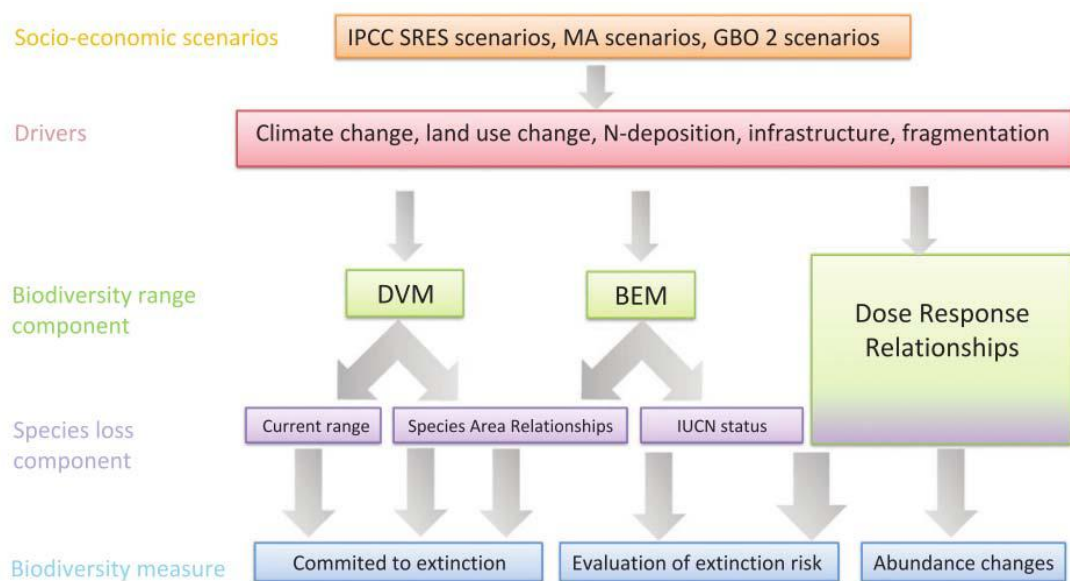 Socio-economic scenarios
IPCC SRES scenarios, MA scenarios, GBO 2 scenarios
Drivers
Climate change, land use change, N-deposition, infrastructure, fragmentation
Biodiversity range
component
DVM
BEM
Dose Response
Relationships
Species loss
component
Current range
Species Area Relationships
IUCN status
Biodiversity measure
Commited to extinction
Evaluation of extinction risk
Abundance changes